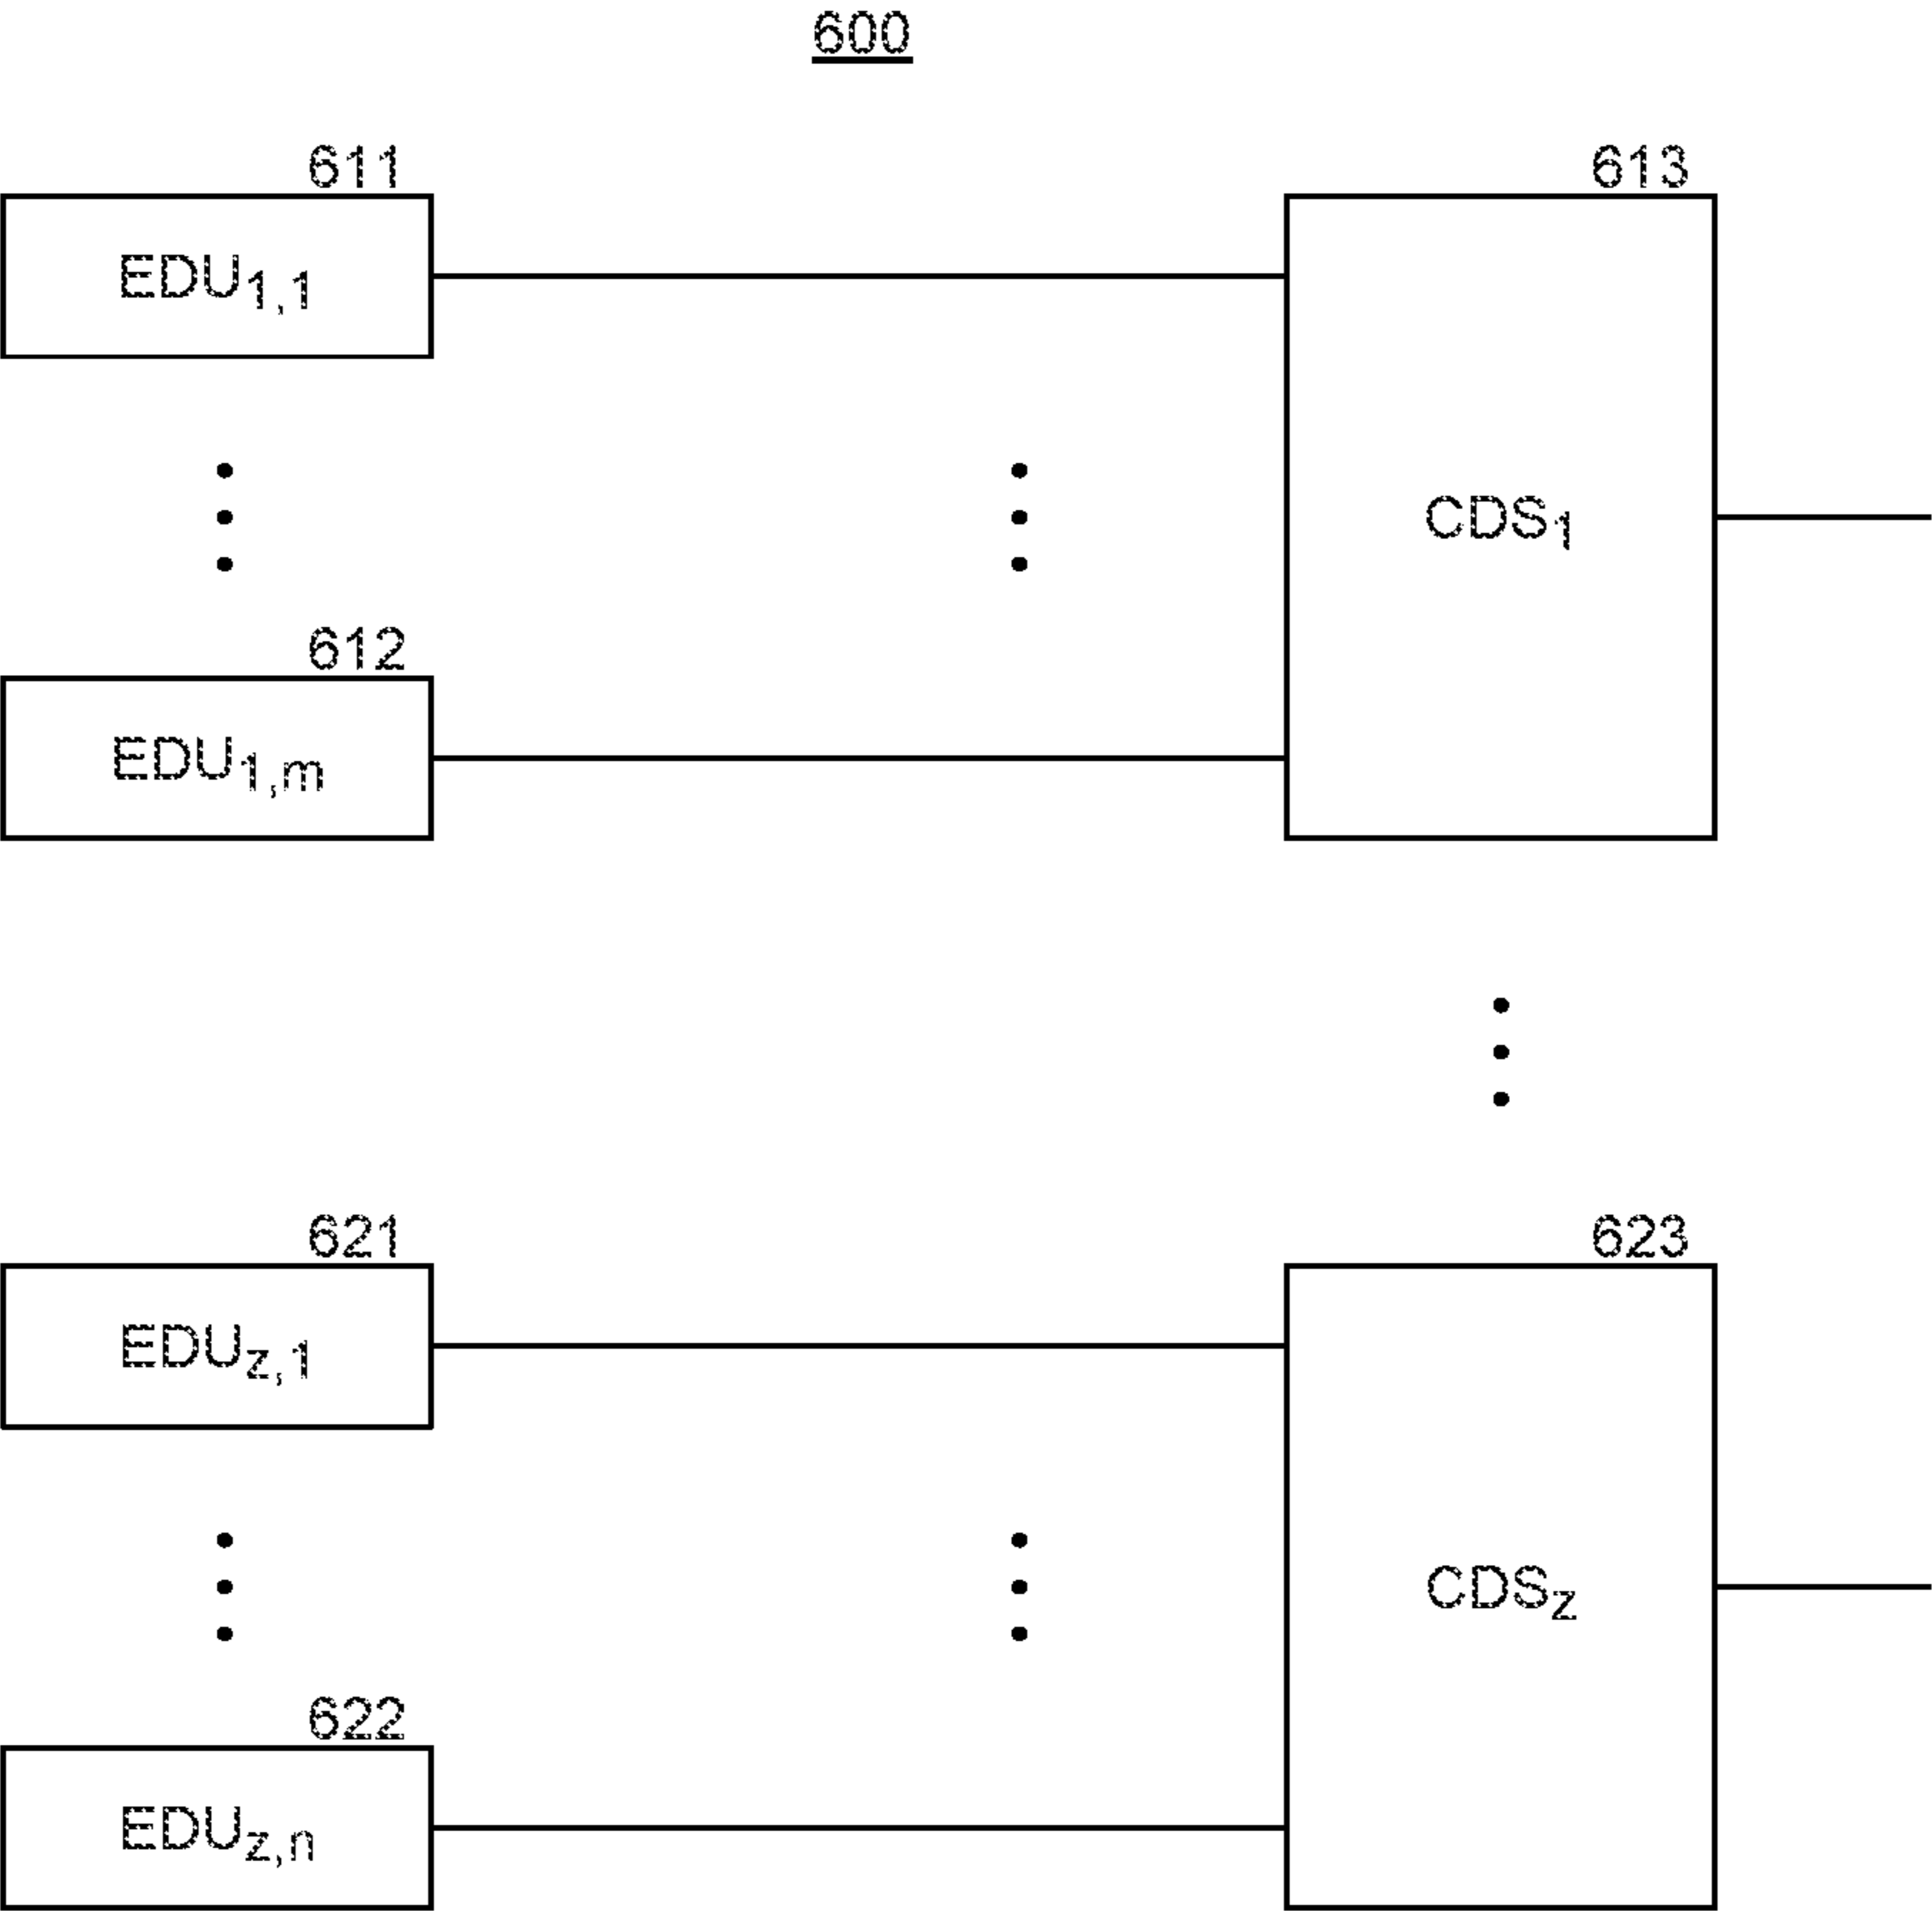 600
611
613
EDU1,1
CDS1
612
EDU1,m
621
623
EDUz,1
CDSz
622
EDUz,n